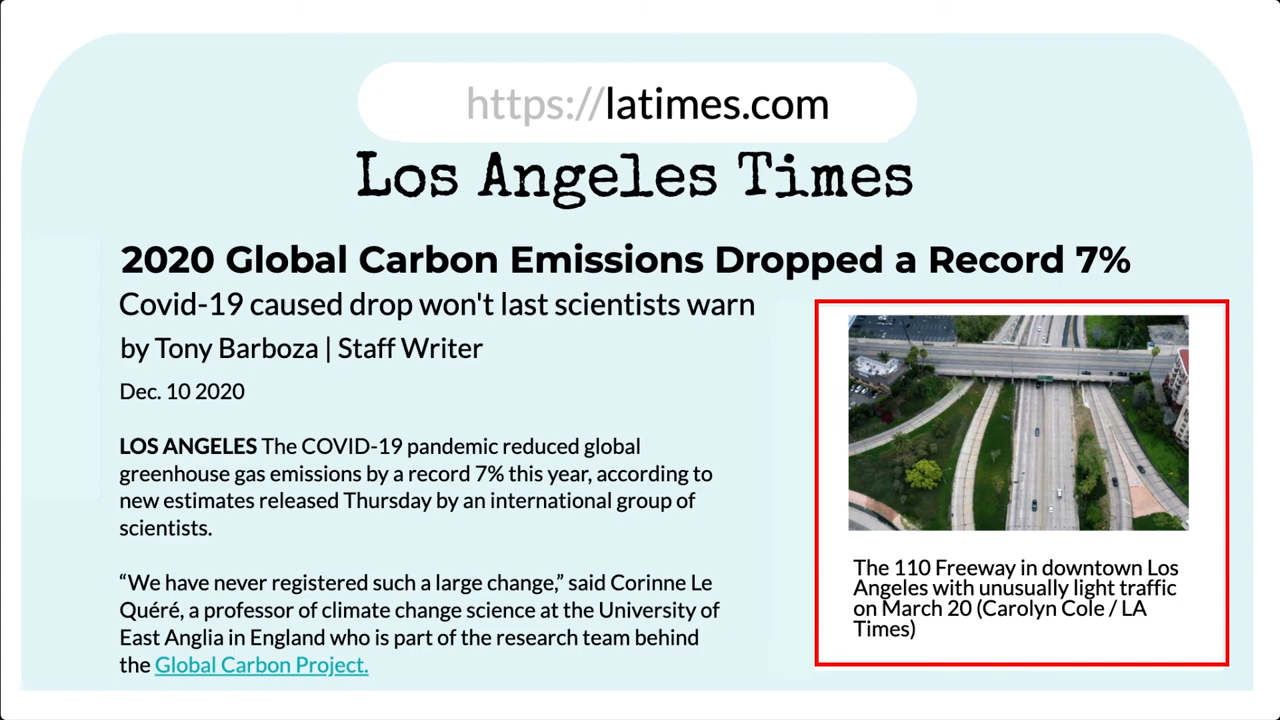 https://latimes.com
Los Angeles Times
2020 Global Carbon Emissions Dropped a Record 7%
Covid-19 caused drop won't last scientists warn
by Tony Barboza | Staff Writer
Dec. 10 2020
LOS ANGELES The COVID-19 pandemic reduced global
greenhouse gas emissions by a record 7% this year, according to
new estimates released Thursday by an international group of
scientists.
“We have never registered such a large change,” said Corinne Le
Quéré, a professor of climate change science at the University of
East Anglia in England who is part of the research team behind
the Global Carbon Project.
The 110 Freeway in downtown Los
Angeles with unusually light traffic
on March 20 (Carolyn Cole / LA
Times)